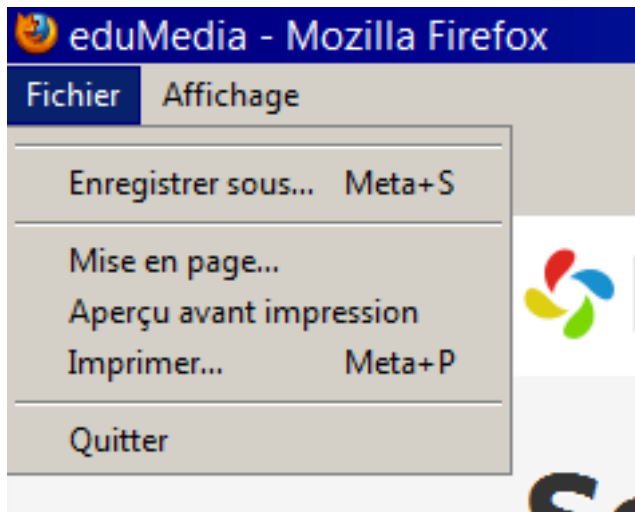 eduMedia - Mozilla Firefox
Fichier Affichage
Enregistrer sous... Meta+S
Mise en page...
Aperçu avant impression
Imprimer... Meta+P
Quitter